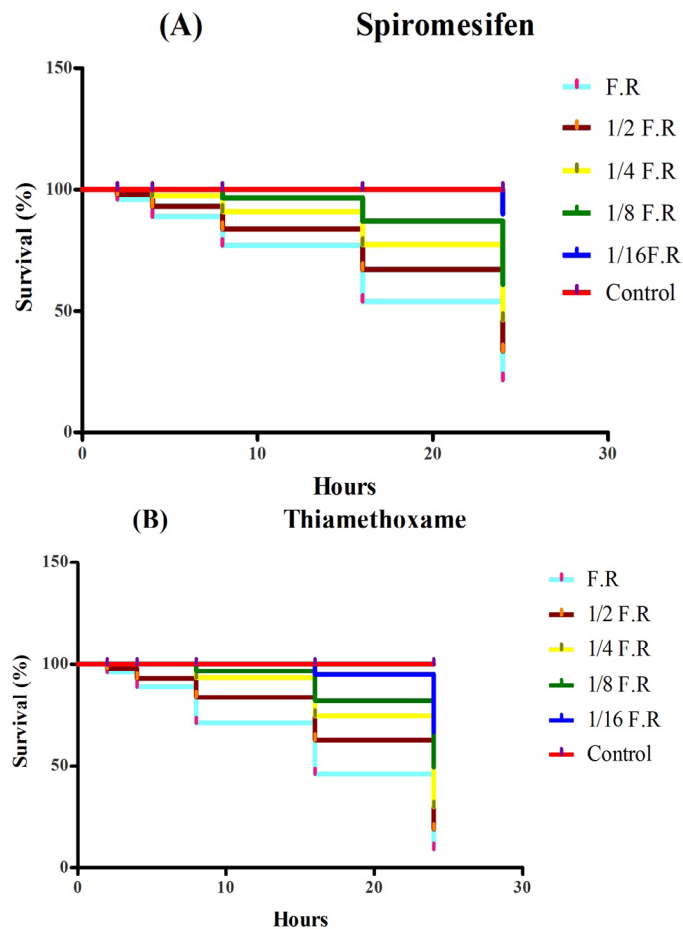 (A) Spiromesifen
150
100
50
0
Survival (%)
0 10 20 30
Hours
F.R
1/2 F.R
1/4 F.R
1/8 F.R
1/16F.R
Control
(B) Thiamethoxame
150
100
50
0
Survival (%)
0 10 20 30
Hours
F.R
1/2 F.R
1/4 F.R
1/8 F.R
1/16 F.R
Control